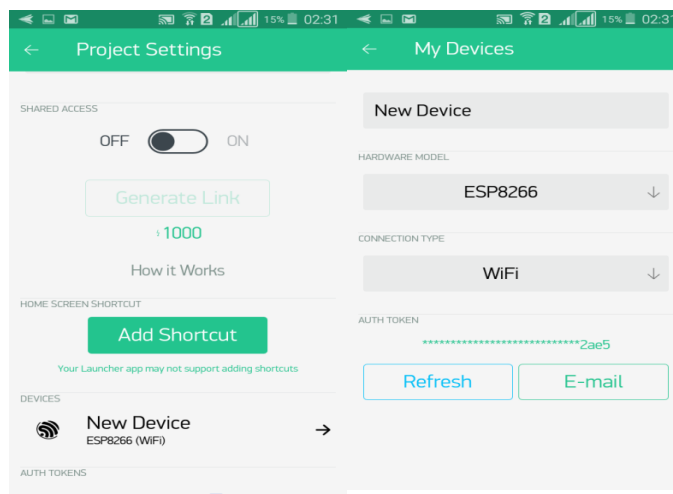 15% 02:31
Project Settings
SHARED ACCESS
OFF ON
Generate Link
1000
How it Works
HOME SCREEN SHORTCUT
Add Shortcut
Your Launcher app may not support adding shortcuts
DEVICES
New Device
ESP8266 (WiFi)
AUTH TOKENS
2 15% 02:31
My Devices
New Device
HARDWARE MODEL
ESP8266
CONNECTION TYPE
WiFi
AUTH TOKEN
****************************2ae5
Refresh E-mail